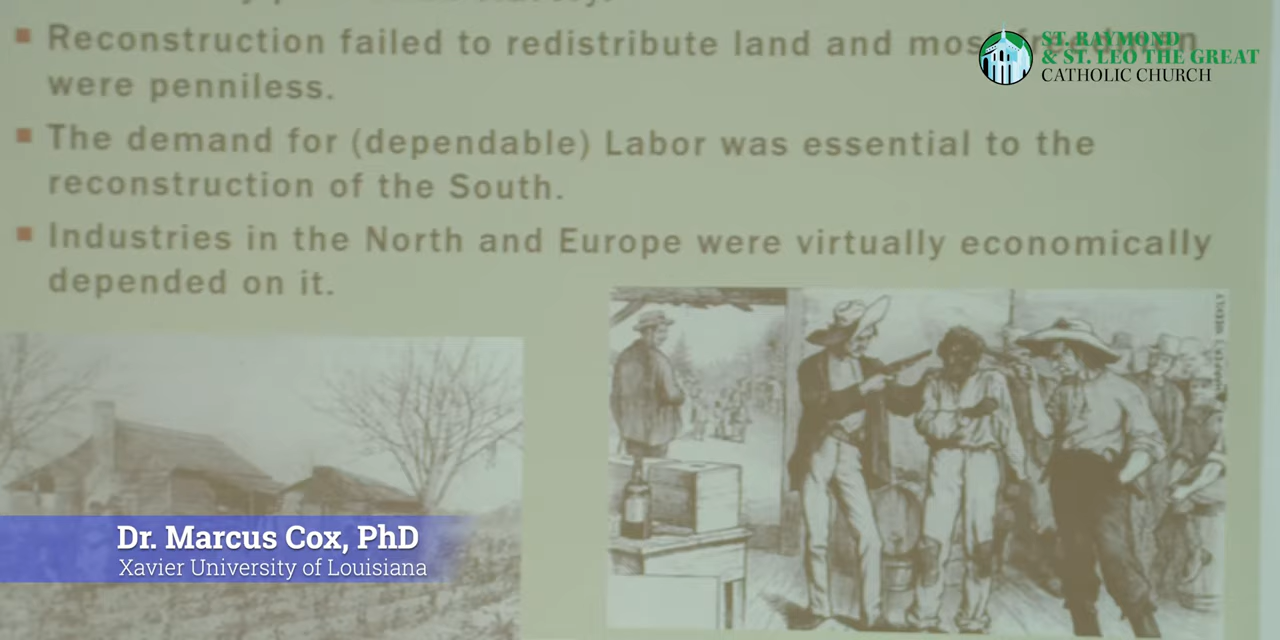 Reconstruction failed to redistribute land and most
were penniless.
The demand for (dependable) Labor was essential to the
reconstruction of the South.
Industries in the North and Europe were virtually economically
depended on it.
ST. RAYMOND
& ST. LEO THE GREAT
CATHOLIC CHURCH
Dr. Marcus Cox, PhD
Xavier University of Louisiana